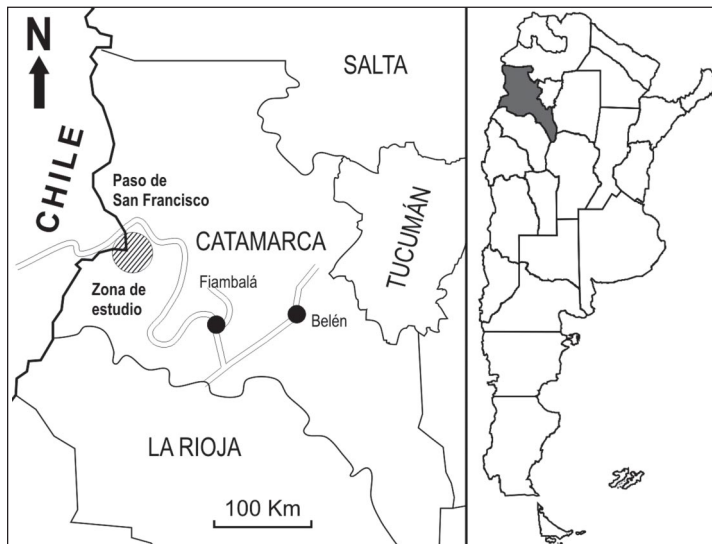 N
SALTA
CHILE
Paso de
San Francisco
CATAMARCA
TUCUMÁN
Zona de
estudio
Fiambalá
Belén
LA RIOJA
100 Km